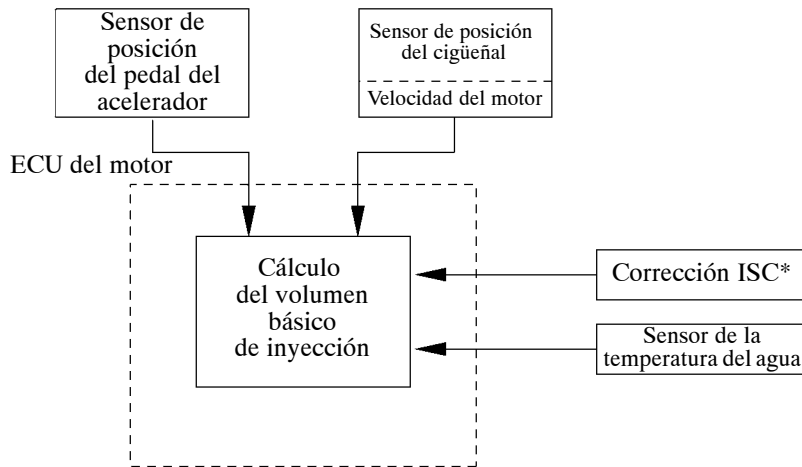 Sensor de
posición
del pedal del
acelerador
Sensor de posición
del cigüeñal
Velocidad del motor
ECU del motor
Cálculo
del volumen
básico
de inyección
Corrección ISC*
Sensor de la
temperatura del agua